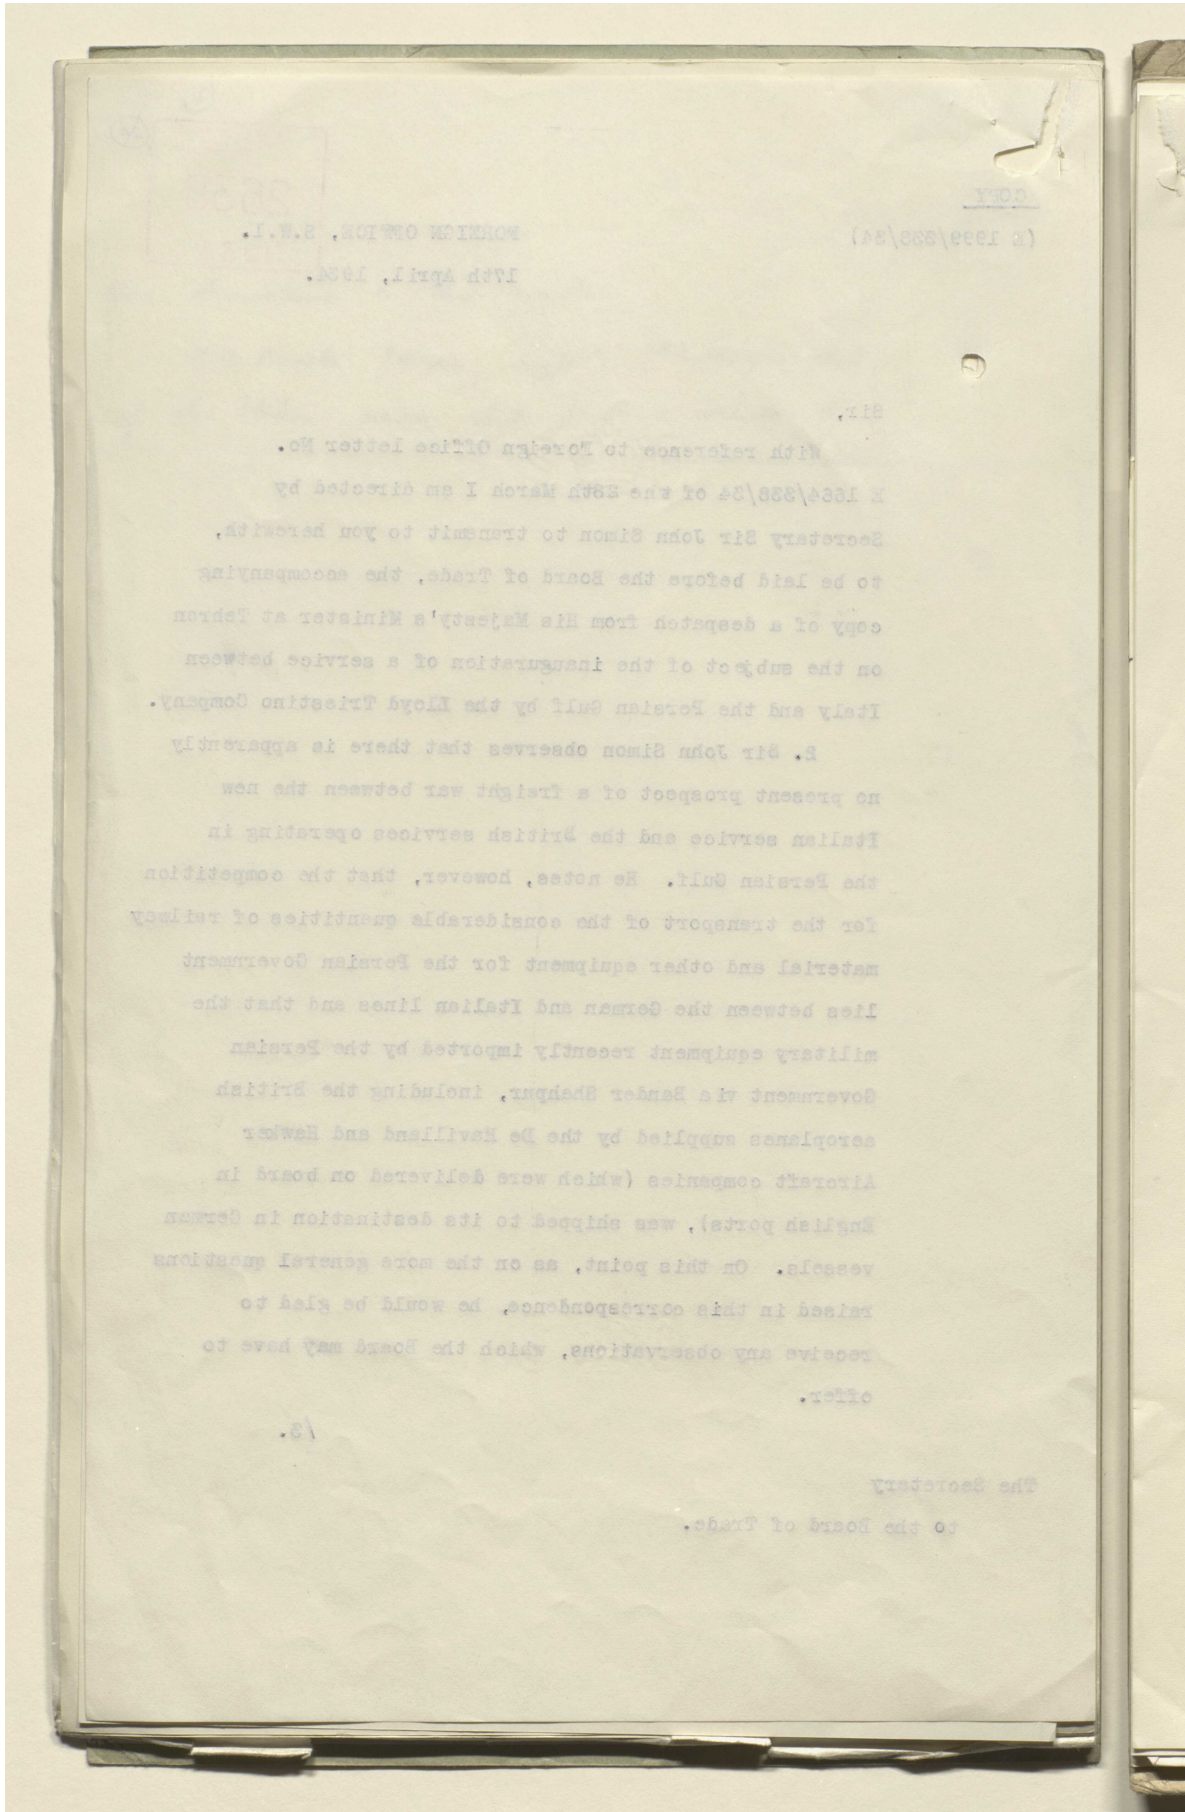 COPY
(E 1999/339/34)
FOREIGN OFFICE, S.W.1.
17th April, 1934.
Sir,
With reference to Foreign Office letter No.
E 1664/338/34 of the 28th March I am directed by
Secretary Sir John Simon to transmit to you herewith,
to be laid before the Board of Trade, the accompanying
copy of a despatch from His Majesty's Minister at Tehran
on the subject of the inauguration of a service between
Italy and the Persian Gulf by the Lloyd Triestino Company.
2. Sir John Simon observes that there is apparently
no present prospect of a freight war between the new
Italian service and the British services operating in
the Persian Gulf. He notes, however, that the competition
for the transport of the considerable quantities of railway
material and other equipment for the Persian Government
lies between the German and Italian lines and that the
military equipment recently imported by the Persian
Government via Bandar Shahpur, including the British
aeroplanes supplied by the De Havilland and Hawker
Aircraft companies (which were delivered on board in
English ports), was shipped to its destination in German
vessels. On this point, as on the more general questions
raised in this correspondence, he would be glad to
receive any observations, which the Board may have to
offer.
/3.
The Secretary
to the Board of Trade.